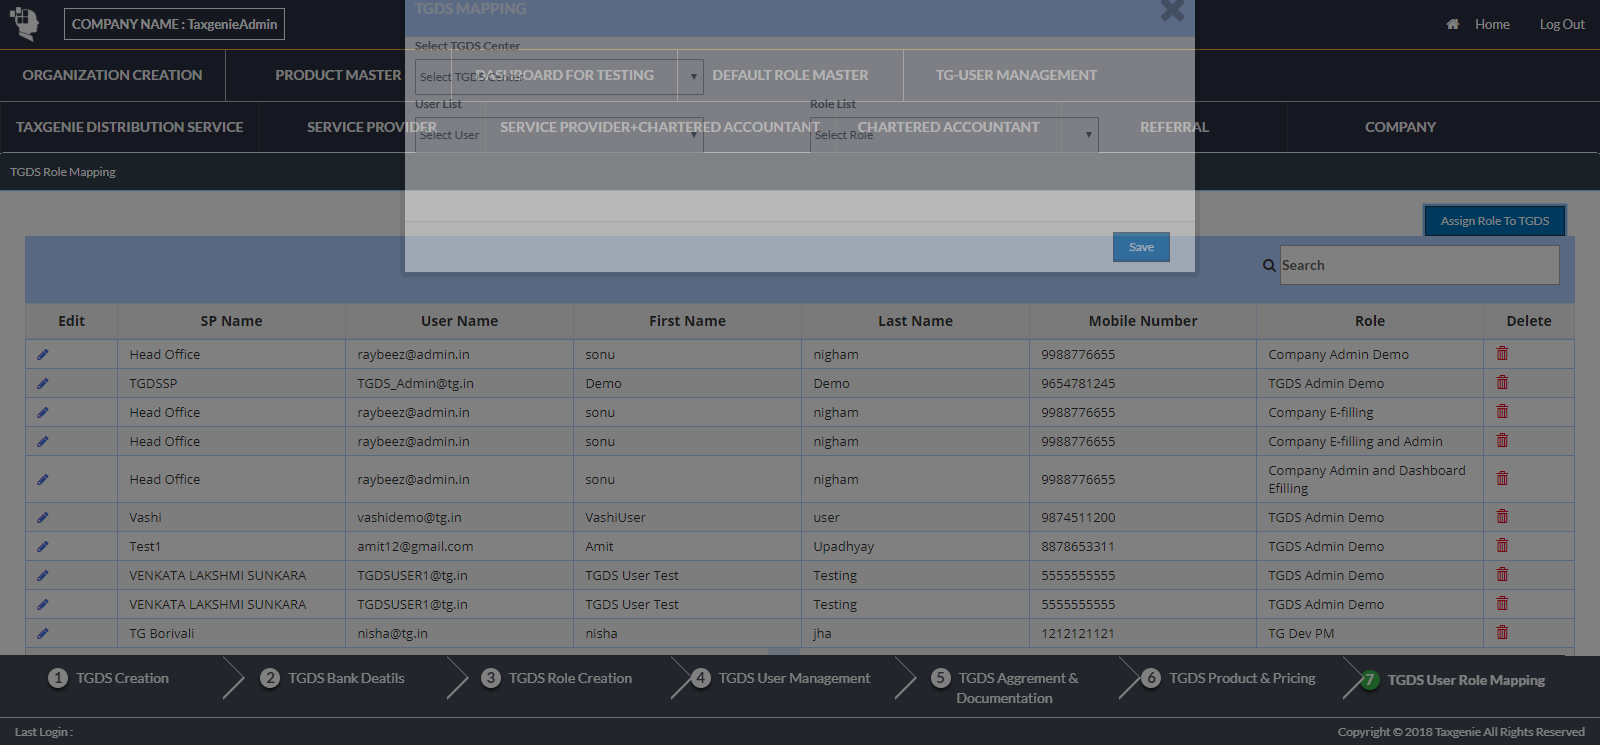 COMPANY NAME : TaxgenieAdmin
Home Log Out
TGDS MAPPING
Select TGDS Center
ORGANIZATION CREATION PRODUCT MASTER DASHBOARD FOR TESTING DEFAULT ROLE MASTER TG-USER MANAGEMENT
Select TGDS Center
User List Role List
TAXGENIE DISTRIBUTION SERVICE SERVICE PROVIDER SERVICE PROVIDER+CHARTERED ACCOUNTANT CHARTERED ACCOUNTANT REFERRAL COMPANY
Select User Select Role
TGDS Role Mapping
Assign Role To TGDS
Save
Search
Edit SP Name User Name First Name Last Name Mobile Number Role Delete
Head Office raybeez@admin.in sonu nigham 9988776655 Company Admin Demo
TGDSSP TGDS_Admin@tg.in Demo Demo 9654781245 TGDS Admin Demo
Head Office raybeez@admin.in sonu nigham 9988776655 Company E-filling
Head Office raybeez@admin.in sonu nigham 9988776655 Company E-filling and Admin
Head Office raybeez@admin.in sonu nigham 9988776655 Company Admin and Dashboard
Efilling
Vashi vashidemo@tg.in VashiUser user 9874511200 TGDS Admin Demo
Test1 amit12@gmail.com Amit Upadhyay 8878653311 TGDS Admin Demo
VENKATA LAKSHMI SUNKARA TGDSUSER1@tg.in TGDS User Test Testing 5555555555 TGDS Admin Demo
VENKATA LAKSHMI SUNKARA TGDSUSER1@tg.in TGDS User Test Testing 5555555555 TGDS Admin Demo
TG Borivali nisha@tg.in nisha jha 1212121121 TG Dev PM
1 TGDS Creation 2 TGDS Bank Deatils 3 TGDS Role Creation 4 TGDS User Management 5 TGDS Aggrement & 6 TGDS Product & Pricing 7 TGDS User Role Mapping
Documentation
Last Login : Copyright © 2018 Taxgenie All Rights Reserved